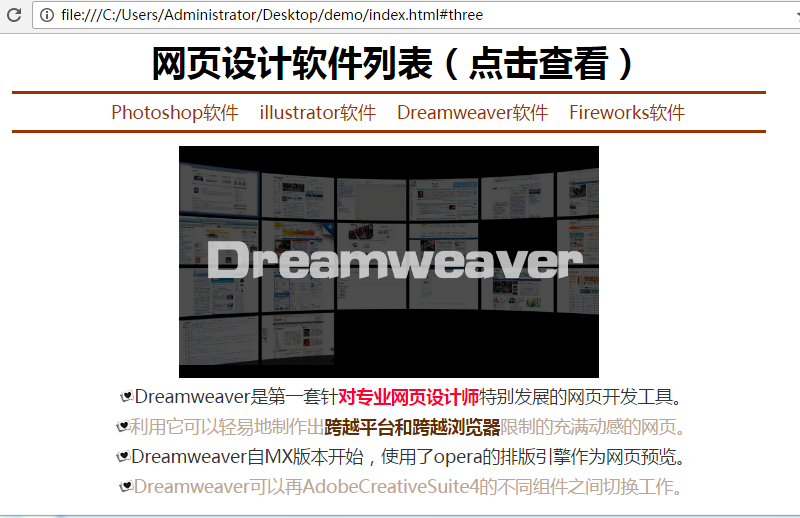 file:///C:/Users/Administrator/Desktop/demo/index.html#three
网页设计软件列表（点击查看）
Photoshop软件 illustrator软件 Dreamweaver软件 Fireworks软件
Dreamweaver
Dreamweaver是第一套针对专业网页设计师特别发展的网页开发工具。
利用它可以轻易地制作出跨越平台和跨越浏览器限制的充满动感的网页。
Dreamweaver自MX版本开始，使用了opera的排版引擎作为网页预览。
Dreamweaver可以再AdobeCreativeSuite4的不同组件之间切换工作。